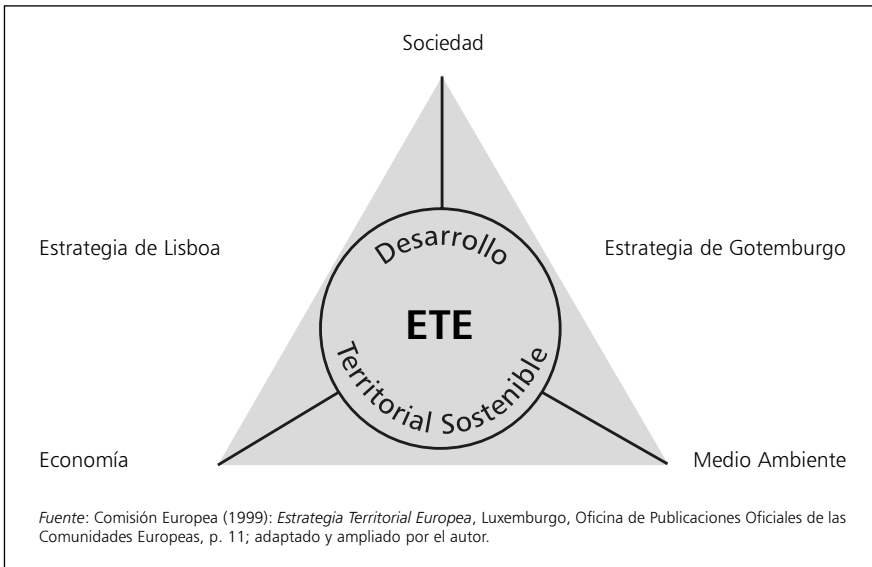 Sociedad
Estrategia de Lisboa
Estrategia de Gotemburgo
Desarrollo
ETE
Territorial Sostenible
Economía
Medio Ambiente
Fuente: Comisión Europea (1999): Estrategia Territorial Europea, Luxemburgo, Oficina de Publicaciones Oficiales de las
Comunidades Europeas, p. 11; adaptado y ampliado por el autor.